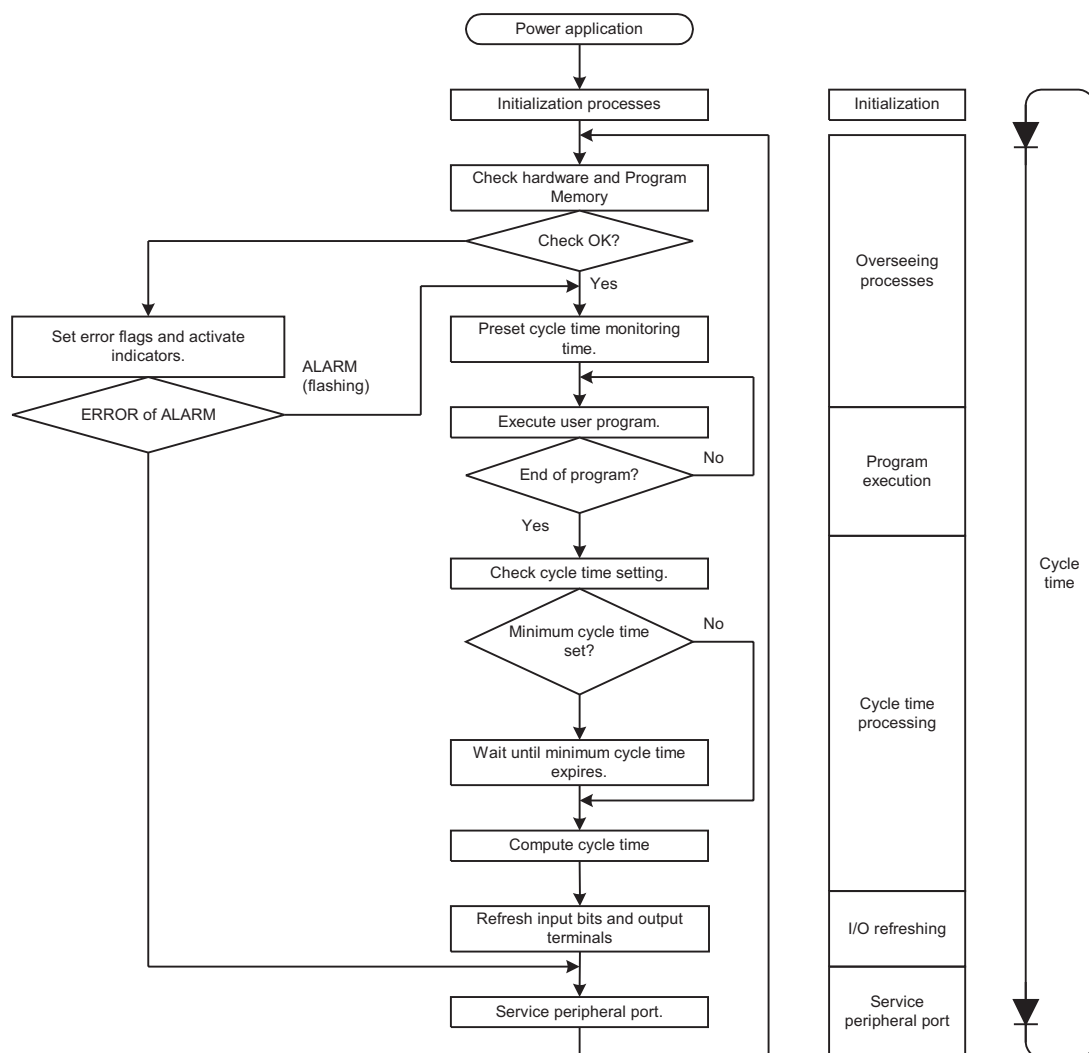 Power application
Initialization processes
Initialization
Check hardware and Program
Memory
Check OK?
Yes
Overseeing
processes
Set error flags and activate
indicators.
ALARM
(flashing)
ERROR of ALARM
Preset cycle time monitoring
time.
Execute user program.
No
End of program?
Yes
Program
execution
Check cycle time setting.
No
Minimum cycle time
set?
Cycle
time
Cycle time
processing
Wait until minimum cycle time
expires.
Compute cycle time
Refresh input bits and output
terminals
I/O refreshing
Service peripheral port.
Service
peripheral port